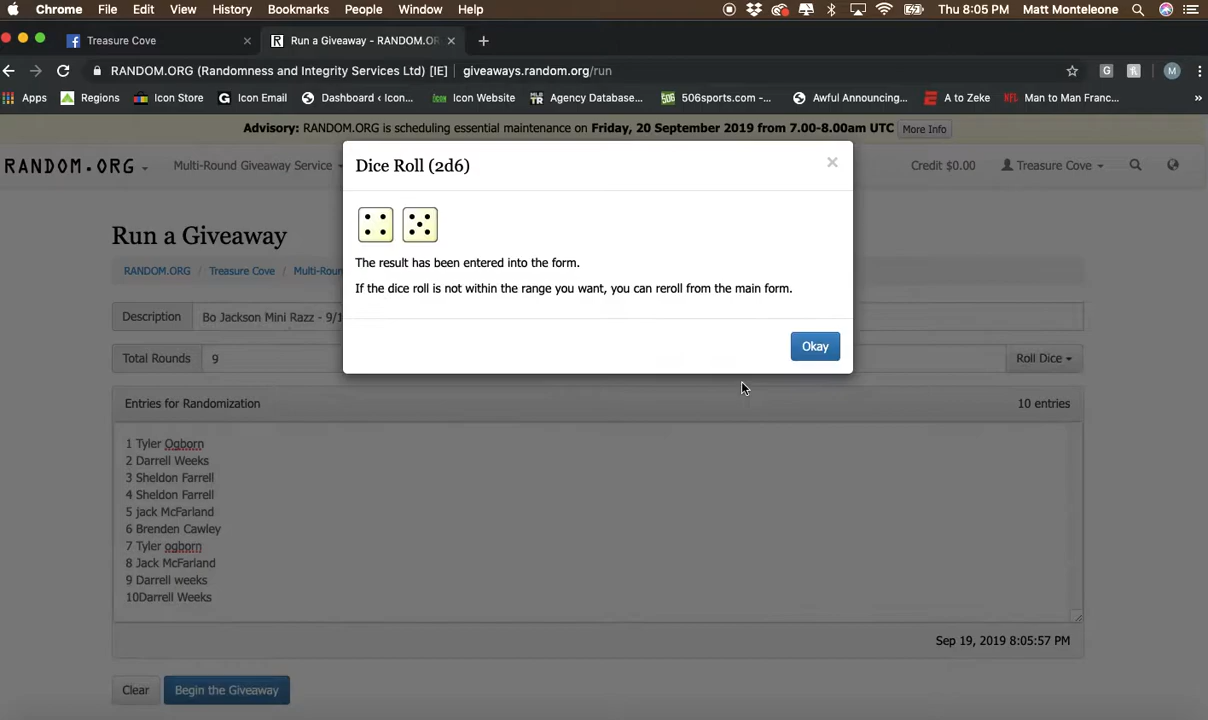 Chrome File Edit View History Bookmarks People Window Help Thu 8:05 PM Matt Monteleone
Treasure Cove × Run a Giveaway - RANDOM.OR × +
RANDOM.ORG (Randomness and Integrity Services Ltd) [IE] giveaways.random.org/run
Apps Regions Icon Store Icon Email Dashboard ‹ Icon... Icon Website Agency Database... 506sports.com -... Awful Announcing... A to Zeke Man to Man Franc... »
Advisory: RANDOM.ORG is scheduling essential maintenance on Friday, 20 September 2019 from 7.00-8.00am UTC More Info
RANDOM.ORG Multi-Round Giveaway Service Credit $0.00 Treasure Cove
Dice Roll (2d6) ×
The result has been entered into the form.
If the dice roll is not within the range you want, you can reroll from the main form.
Okay
Run a Giveaway
RANDOM.ORG / Treasure Cove / Multi-Roun
Description Bo Jackson Mini Razz - 9/1
Total Rounds 9 Roll Dice
Entries for Randomization 10 entries
1 Tyler Ogborn
2 Darrell Weeks
3 Sheldon Farrell
4 Sheldon Farrell
5 jack McFarland
6 Brenden Cawley
7 Tyler ogborn
8 Jack McFarland
9 Darrell weeks
10Darrell Weeks
Sep 19, 2019 8:05:57 PM
Clear Begin the Giveaway